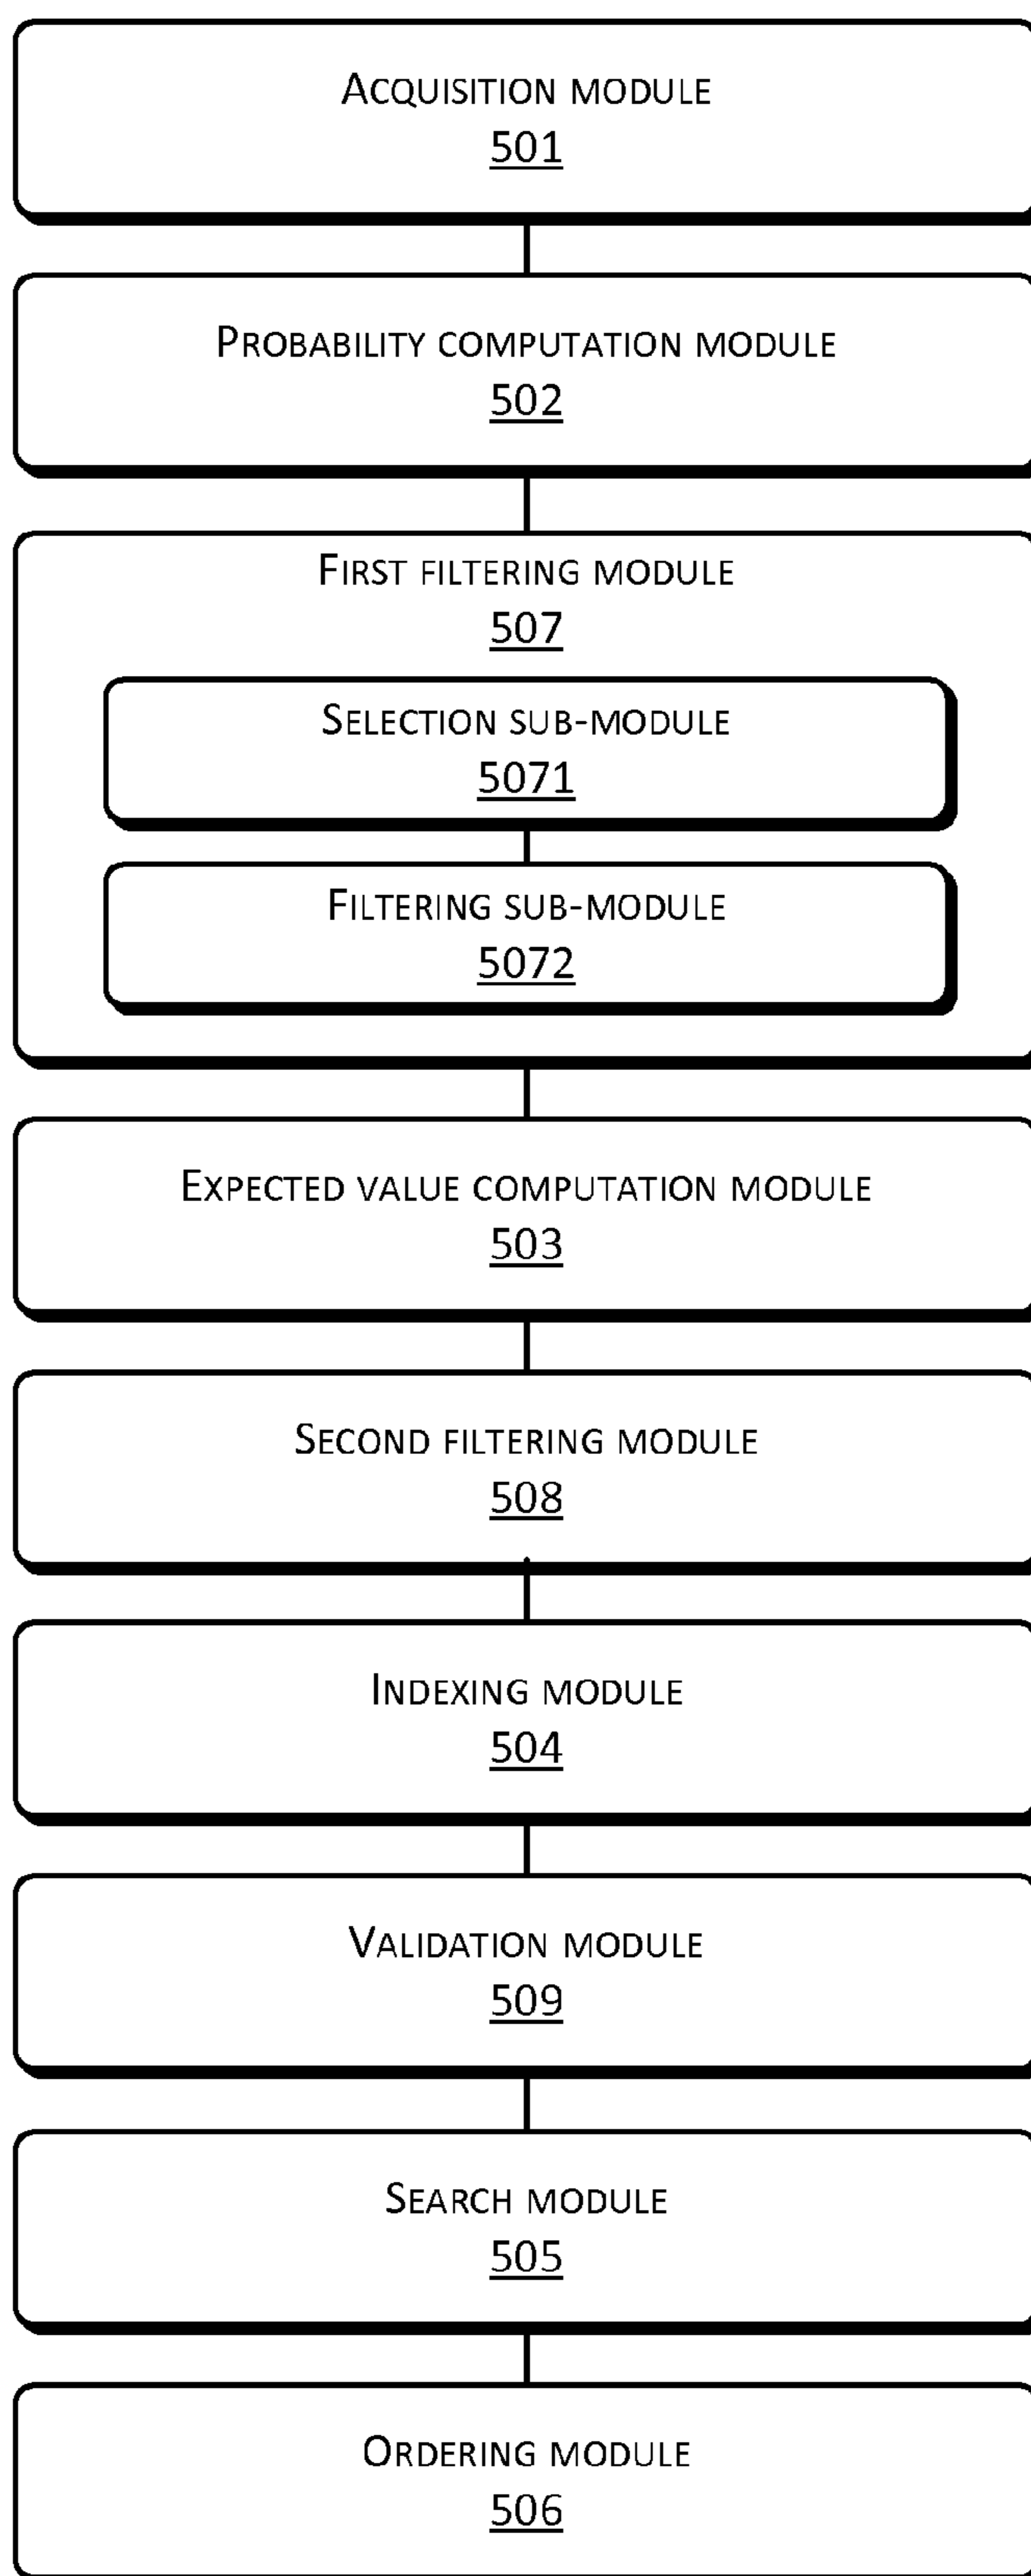 Acquisition module
501
Probability computation module
502
First filtering module
507
Selection sub-module
5071
Filtering sub-module
5072
Expected value computation module
503
Second filtering module
508
Indexing module
504
Validation module
509
Search module
505
Ordering module
506